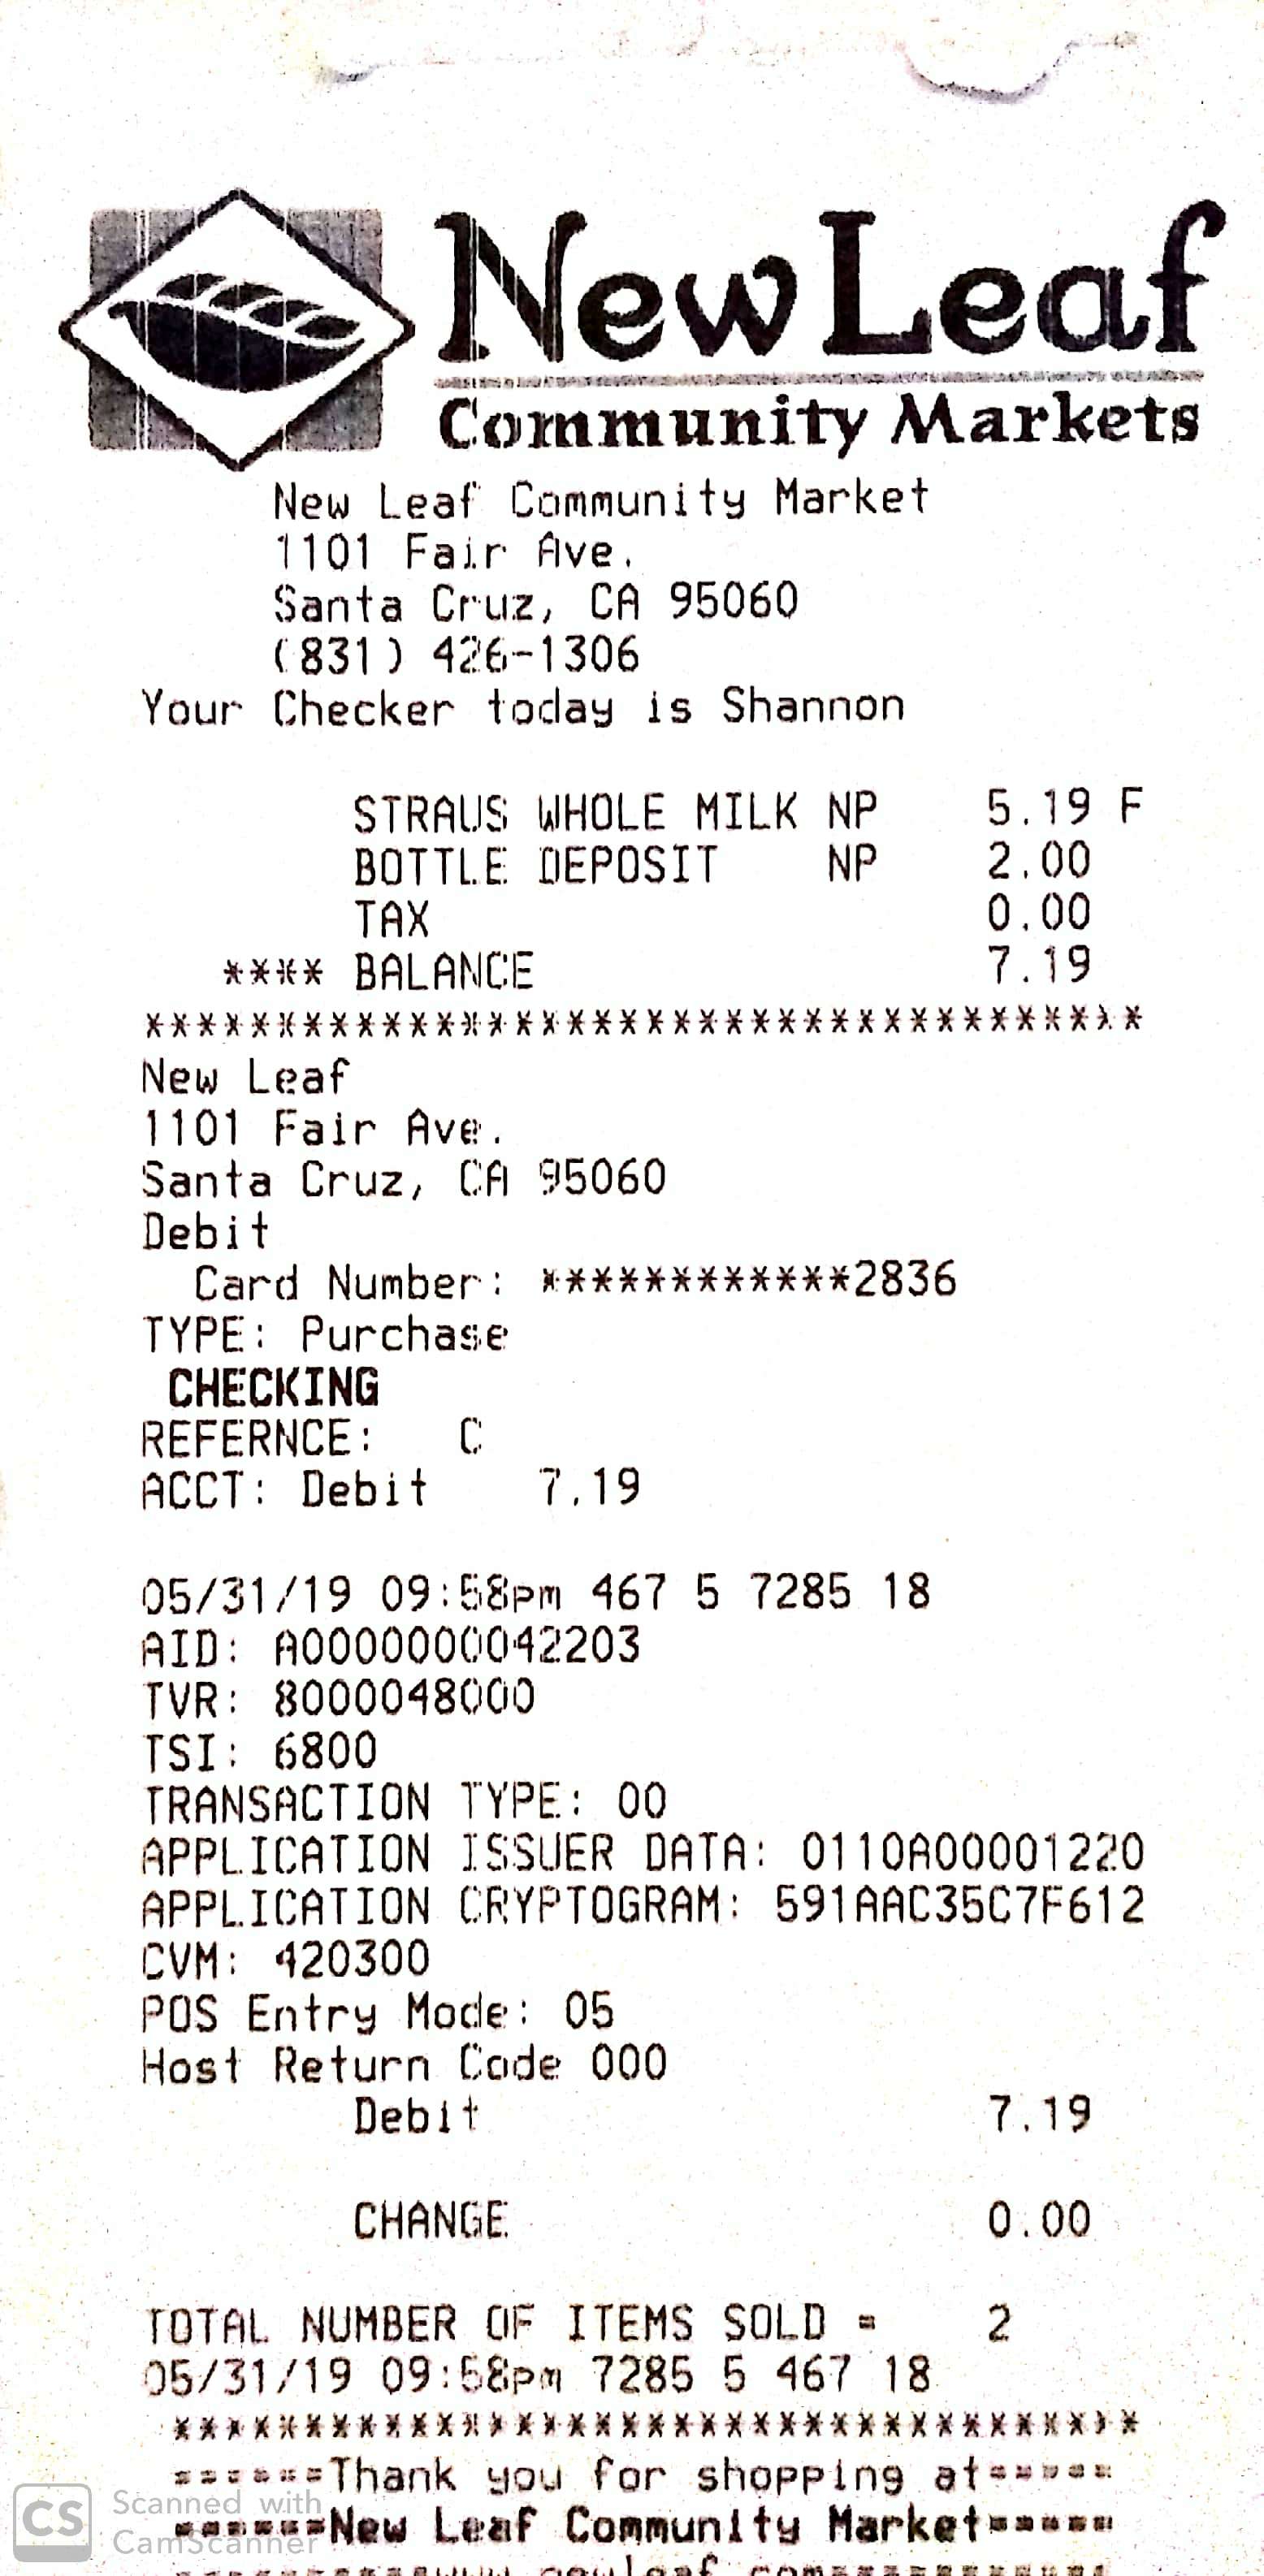 New Leaf
Community Markets
New Leaf Community Market
1101 Fair Ave.
Santa Cruz, CA 95060
(831) 426-1306
Your Checker today is Shannon
STRAUS WHOLE MILK NP 5.19 F
BOTTLE DEPOSIT NP 2.00
TAX 0.00
**** BALANCE 7.19
**************************************
New Leaf
1101 Fair Ave.
Santa Cruz, CA 95060
Debit
Card Number: ************2836
TYPE: Purchase
CHECKING
REFERNCE: C
ACCT: Debit 7.19
05/31/19 09:58pm 467 5 7285 18
AID: A0000000042203
TVR: 8000048000
TSI: 6800
TRANSACTION TYPE: 00
APPLICATION ISSUER DATA: 0110A00001220
APPLICATION CRYPTOGRAM: 591AAC35C7F612
CVM: 420300
POS Entry Mode: 05
Host Return Code 000
Debit 7.19
CHANGE 0.00
TOTAL NUMBER OF ITEMS SOLD = 2
05/31/19 09:58pm 7285 5 467 18
*************************************
======Thank you for shopping at=====
======New Leaf Community Market=====
CS Scanned with
CamScanner